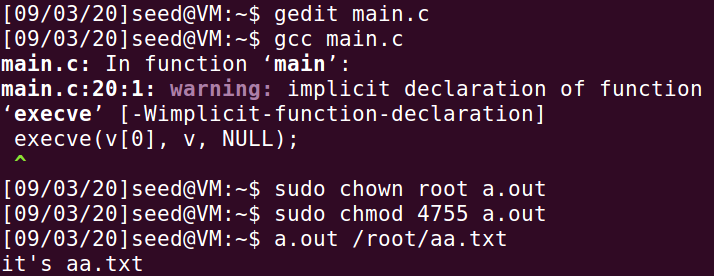 [09/03/20]seed@VM:~$ gedit main.c
[09/03/20]seed@VM:~$ gcc main.c
main.c: In function ‘main’:
main.c:20:1: warning: implicit declaration of function
‘execve’ [-Wimplicit-function-declaration]
 execve(v[0], v, NULL);
 ^
[09/03/20]seed@VM:~$ sudo chown root a.out
[09/03/20]seed@VM:~$ sudo chmod 4755 a.out
[09/03/20]seed@VM:~$ a.out /root/aa.txt
it's aa.txt